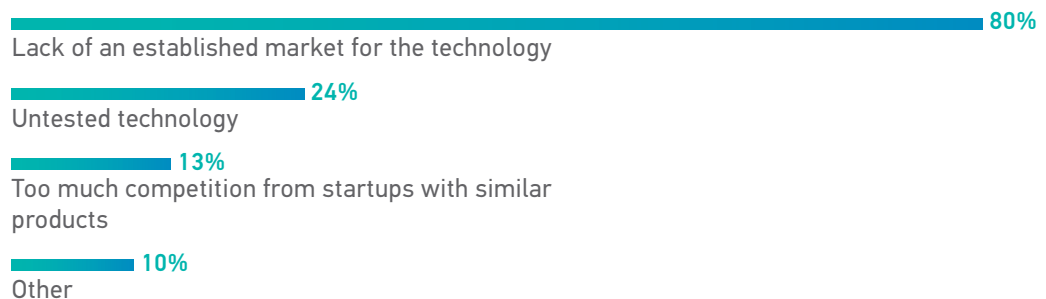 80%
Lack of an established market for the technology
24%
Untested technology
13%
Too much competition from startups with similar
products
10%
Other